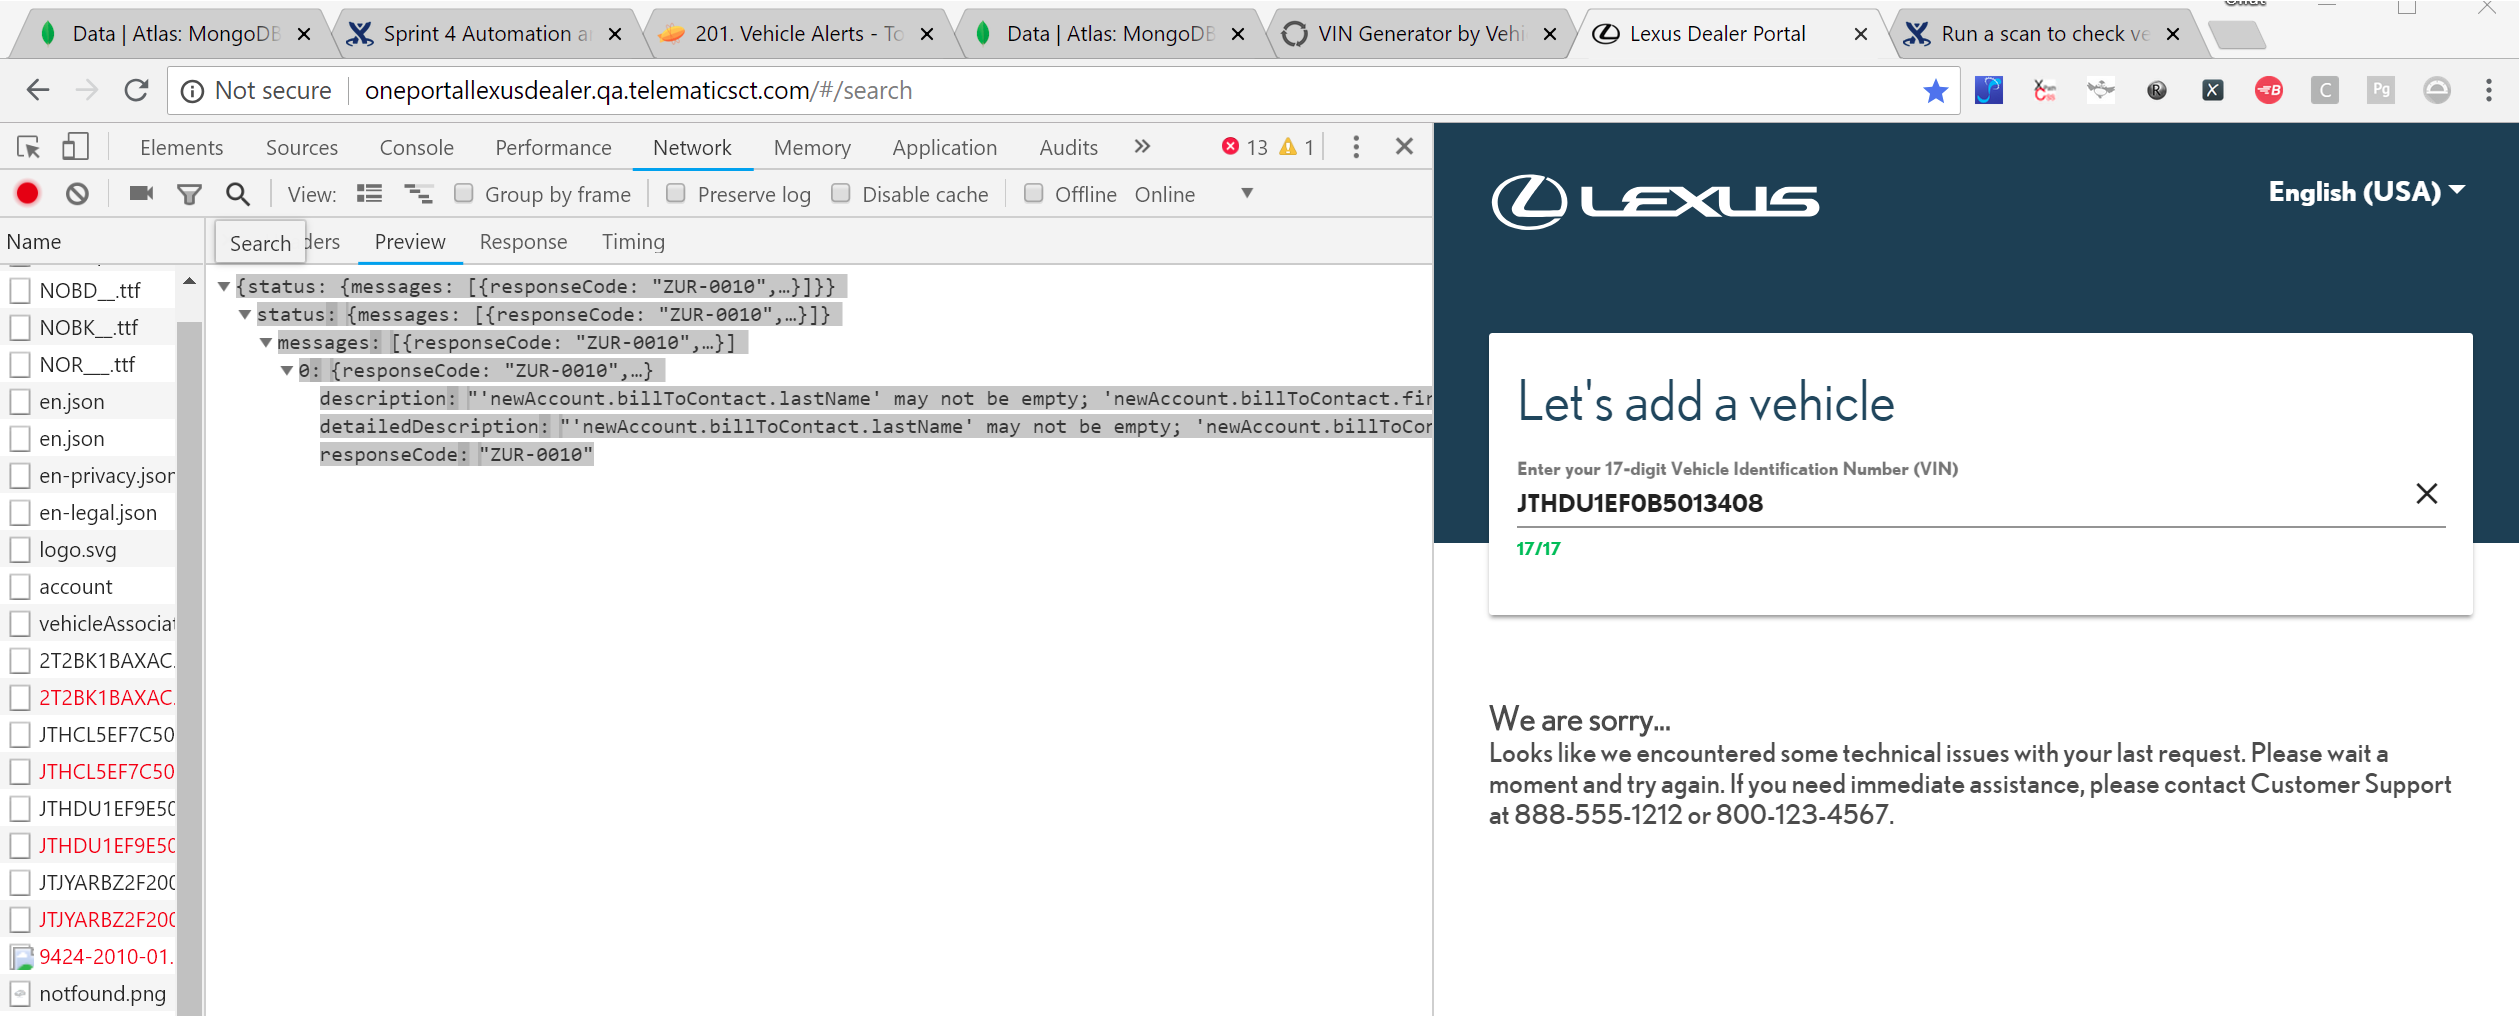 Data | Atlas: MongoDB
Sprint 4 Automation a
201. Vehicle Alerts - To
Data | Atlas: MongoDB
VIN Generator by Vehi
Lexus Dealer Portal
Run a scan to check ve
Not secure
oneportallexusdealer.qa.telematicsct.com/#/search
Elements
Sources
Console
Performance
Network
Memory
Application
Audits
13
1
View:
Group by frame
Preserve log
Disable cache
Offline
Online
Name
Search
ders
Preview
Response
Timing
NOBD__.ttf
NOBK__.ttf
NOR___.ttf
en.json
en.json
en-privacy.json
en-legal.json
logo.svg
account
vehicleAssociat
2T2BK1BAXAC.
2T2BK1BAXAC.
JTHCL5EF7C50
JTHCL5EF7C50
JTHDU1EF9E50
JTHDU1EF9E50
JTJYARBZ2F200
JTJYARBZ2F200
9424-2010-01.
notfound.png
{status: {messages: [{responseCode: "ZUR-0010",…}]}}
status: {messages: [{responseCode: "ZUR-0010",…}]}
messages: [{responseCode: "ZUR-0010",…}]
0: {responseCode: "ZUR-0010",…}
description: "'newAccount.billToContact.lastName' may not be empty; 'newAccount.billToContact.fir
detailedDescription: "'newAccount.billToContact.lastName' may not be empty; 'newAccount.billToCor
responseCode: "ZUR-0010"
LEXUS
English (USA)
Let's add a vehicle
Enter your 17-digit Vehicle Identification Number (VIN)
JTHDU1EF0B5013408
17/17
We are sorry...
Looks like we encountered some technical issues with your last request. Please wait a
moment and try again. If you need immediate assistance, please contact Customer Support
at 888-555-1212 or 800-123-4567.